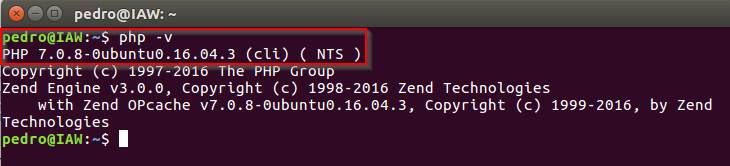 pedro@IAW: ~
pedro@IAW:~$ php -v
PHP 7.0.8-0ubuntu0.16.04.3 (cli) ( NTS )
Copyright (c) 1997-2016 The PHP Group
Zend Engine v3.0.0, Copyright (c) 1998-2016 Zend Technologies
    with Zend OPcache v7.0.8-0ubuntu0.16.04.3, Copyright (c) 1999-2016, by Zend
Technologies
pedro@IAW:~$